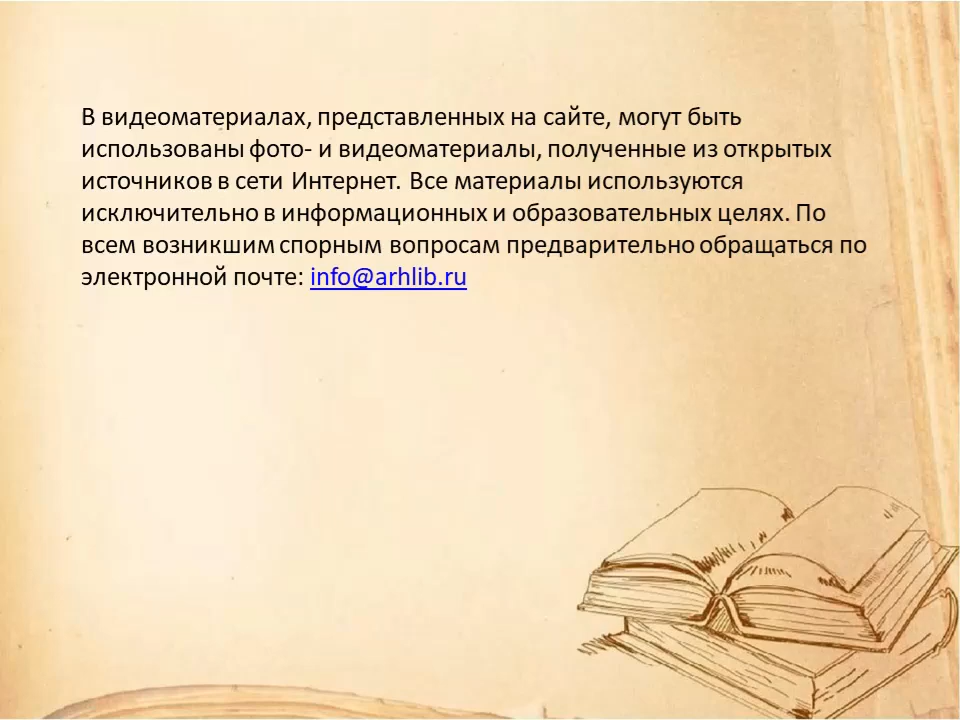 В видеоматериалах, представленных на сайте, могут быть
использованы фото- и видеоматериалы, полученные из открытых
источников в сети Интернет. Все материалы используются
исключительно в информационных и образовательных целях. По
всем возникшим спорным вопросам предварительно обращаться по
электронной почте: info@arhlib.ru